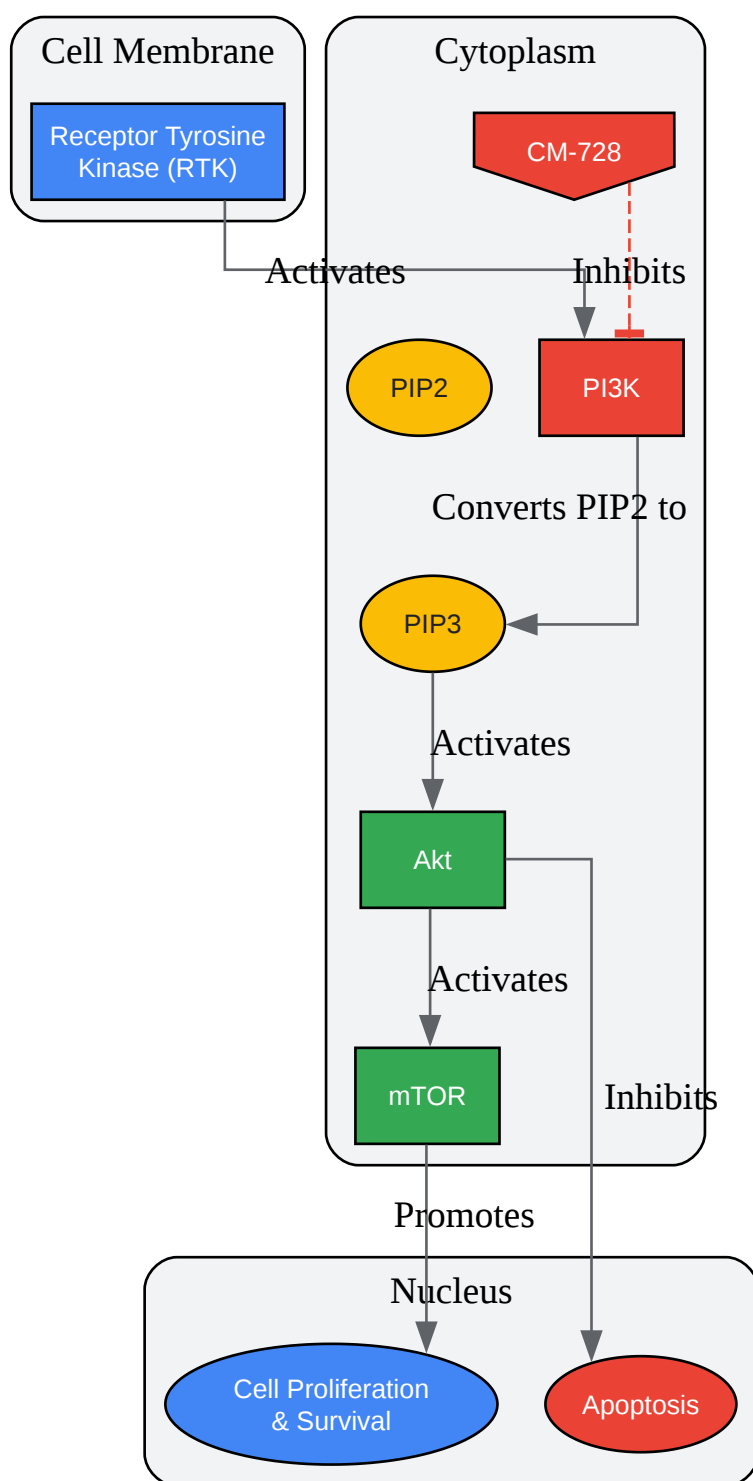 Cell Membrane
Cytoplasm
Receptor Tyrosine
Kinase (RTK)
CM-728
Activates
Inhibits
PIP2
PI3K
Converts PIP2 to
PIP3
Activates
Akt
Activates
mTOR
Inhibits
Promotes
Nucleus
Cell Proliferation
& Survival
Apoptosis